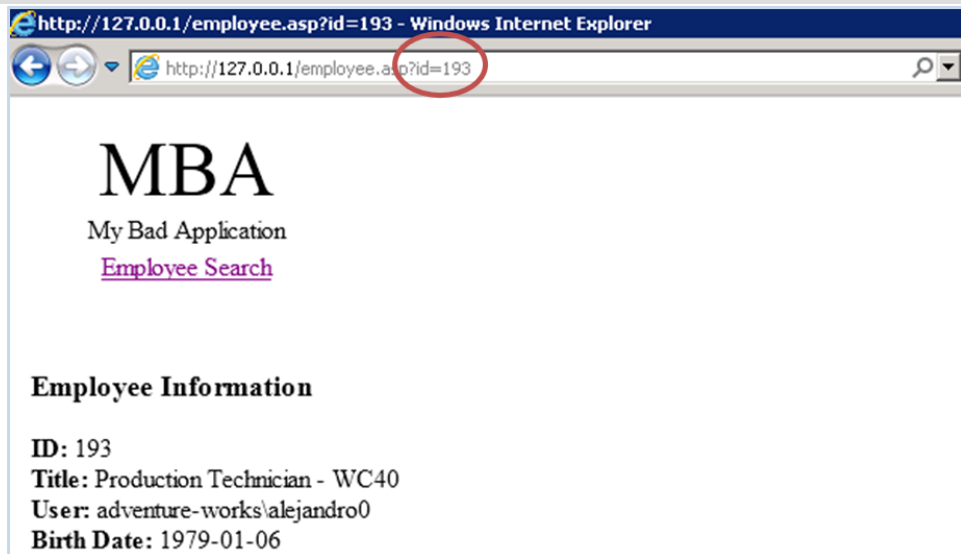 http://127.0.0.1/employee.asp?id=193 - Windows Internet Explorer
http://127.0.0.1/employee.asp?id=193
MBA
My Bad Application
Employee Search
Employee Information
ID: 193
Title: Production Technician - WC40
User: adventure-works\alejandro0
Birth Date: 1979-01-06